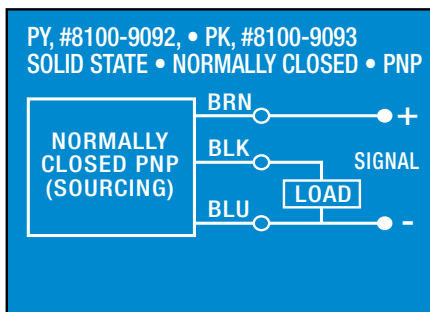 PY, #8100-9092, • PK, #8100-9093
SOLID STATE • NORMALLY CLOSED • PNP
BRN
+
NORMALLY
CLOSED PNP
(SOURCING)
BLK
SIGNAL
LOAD
BLU
-